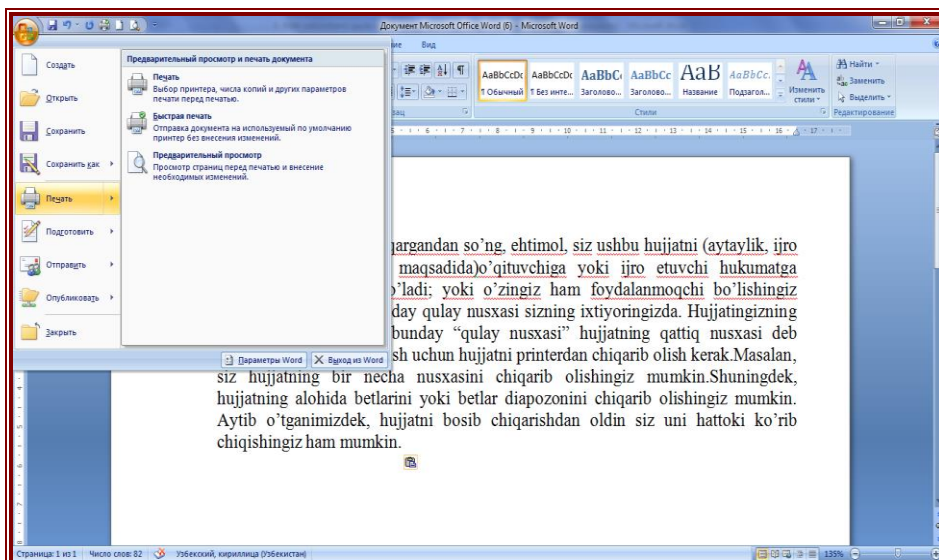 Документ Microsoft Office Word (6) - Microsoft Word
Вид
Создать
Открыть
Сохранить
Сохранить как
Печать
Подготовить
Отправить
Опубликовать
Закрыть
Предварительный просмотр и печать документа
Печать
Выбор принтера, числа копий и других параметров
печати перед печатью.
Быстрая печать
Отправка документа на используемый по умолчанию
принтер без внесения изменений.
Предварительный просмотр
Просмотр страниц перед печатью и внесение
необходимых изменений.
Параметры Word
Выход из Word
AaBbCcDc AaBbCcDc AaBbC AaBbCc AaB AaBbCc.
¶ Обычный ¶ Без инте... Заголово... Заголово... Название Подзагол...
Изменить
стили
Стили
Найти
Заменить
Выделить
Редактирование
qargandan so’ng, ehtimol, siz ushbu hujjatni (aytaylik, ijro
maqsadida)o’qituvchiga yoki ijro etuvchi hukumatga
o’ladi; yoki o’zingiz ham foydalanmoqchi bo’lishingiz
day qulay nusxasi sizning ixtiyoringizda. Hujjatingizning
bunday “qulay nusxasi” hujjatning qattiq nusxasi deb
sh uchun hujjatni printerdan chiqarib olish kerak.Masalan,
siz hujjatning bir necha nusxasini chiqarib olishingiz mumkin.Shuningdek,
hujjatning alohida betlarini yoki betlar diapozonini chiqarib olishingiz mumkin.
Aytib o’tganimizdek, hujjatni bosib chiqarishdan oldin siz uni hattoki ko’rib
chiqishingiz ham mumkin.
Страница: 1 из 1 Число слов: 82 Узбекский, кириллица (Узбекистан) 135%